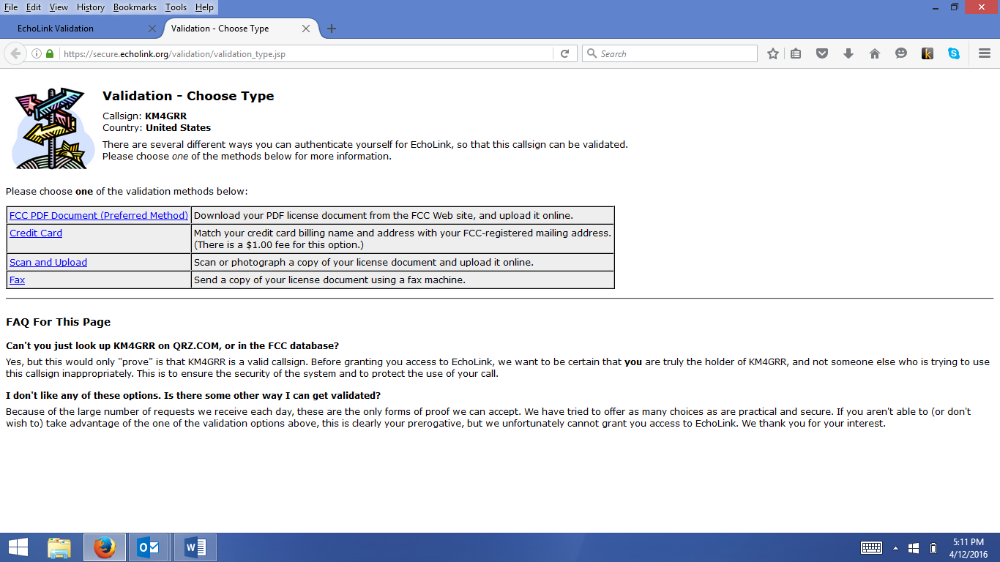 File Edit View History Bookmarks Tools Help
EchoLink Validation
Validation - Choose Type
https://secure.echolink.org/validation/validation_type.jsp
Search
Validation - Choose Type
Callsign: KM4GRR
Country: United States
There are several different ways you can authenticate yourself for EchoLink, so that this callsign can be validated.
Please choose one of the methods below for more information.
Please choose one of the validation methods below:
FCC PDF Document (Preferred Method) Download your PDF license document from the FCC Web site, and upload it online.
Credit Card Match your credit card billing name and address with your FCC-registered mailing address.
(There is a $1.00 fee for this option.)
Scan and Upload Scan or photograph a copy of your license document and upload it online.
Fax Send a copy of your license document using a fax machine.
FAQ For This Page
Can't you just look up KM4GRR on QRZ.COM, or in the FCC database?
Yes, but this would only "prove" is that KM4GRR is a valid callsign. Before granting you access to EchoLink, we want to be certain that you are truly the holder of KM4GRR, and not someone else who is trying to use
this callsign inappropriately. This is to ensure the security of the system and to protect the use of your call.
I don't like any of these options. Is there some other way I can get validated?
Because of the large number of requests we receive each day, these are the only forms of proof we can accept. We have tried to offer as many choices as are practical and secure. If you aren't able to (or don't
wish to) take advantage of the one of the validation options above, this is clearly your prerogative, but we unfortunately cannot grant you access to EchoLink. We thank you for your interest.
5:11 PM
4/12/2016